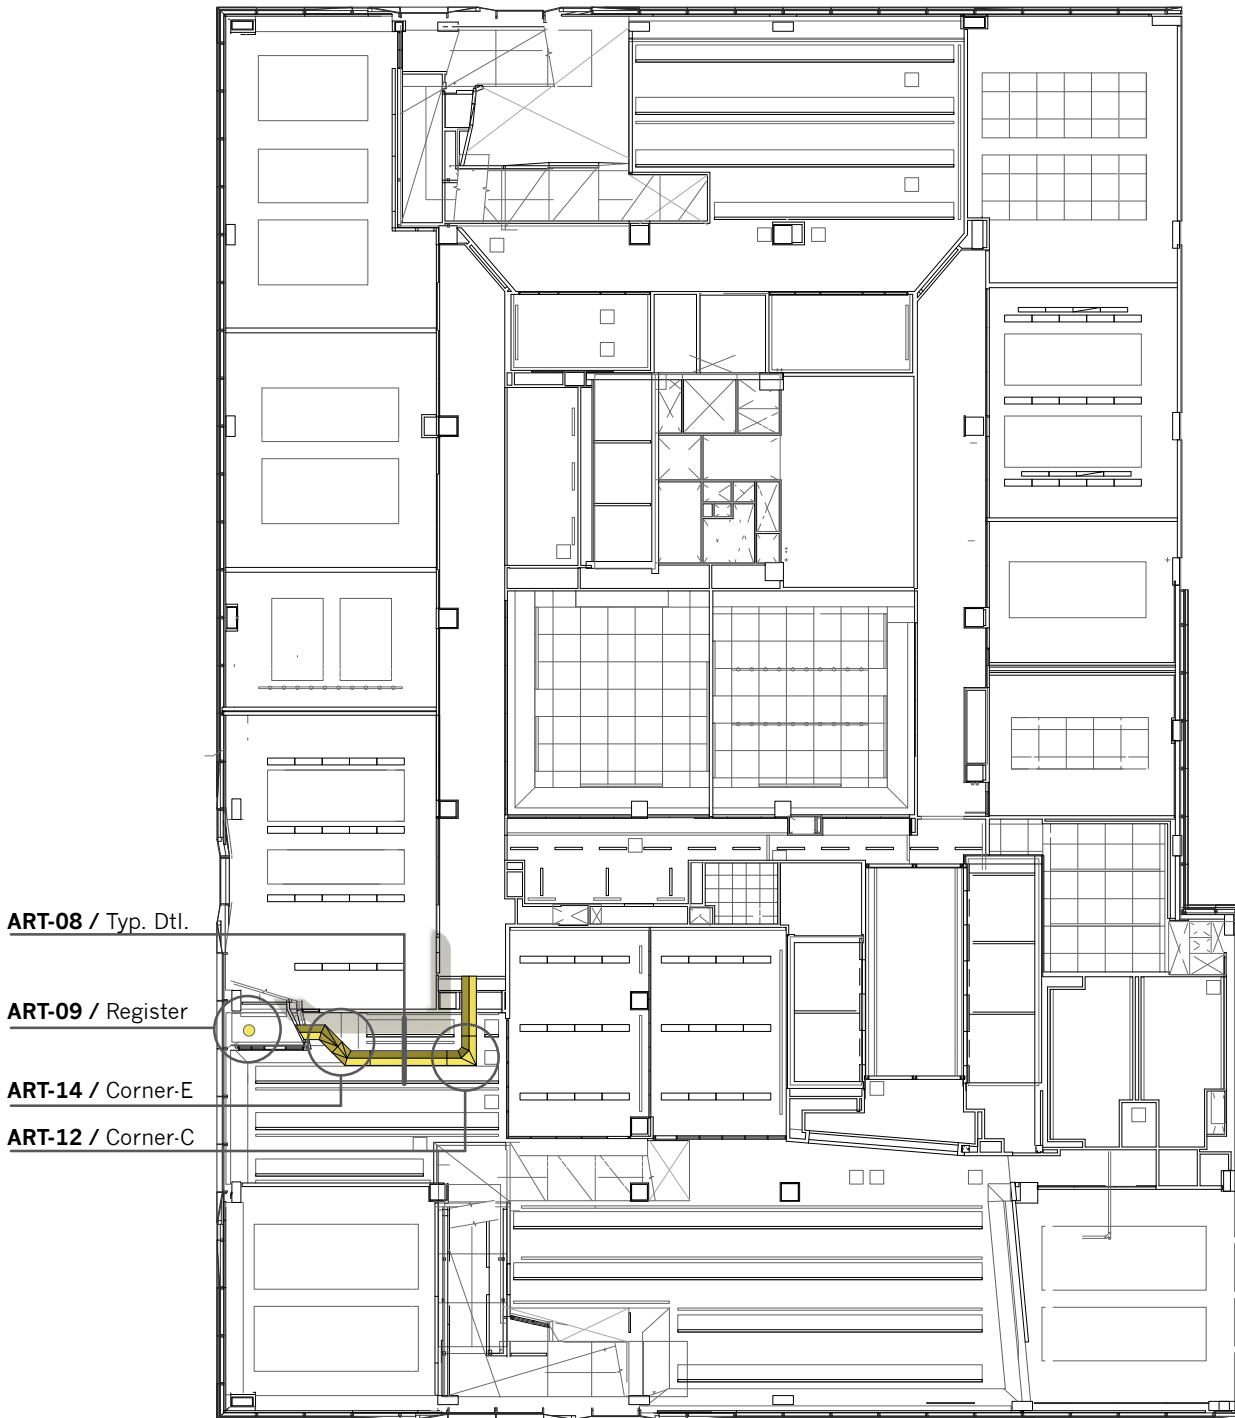 ART-08 / Typ. Dtl.
ART-09 / Register
ART-14 / Corner-E
ART-12 / Corner-C